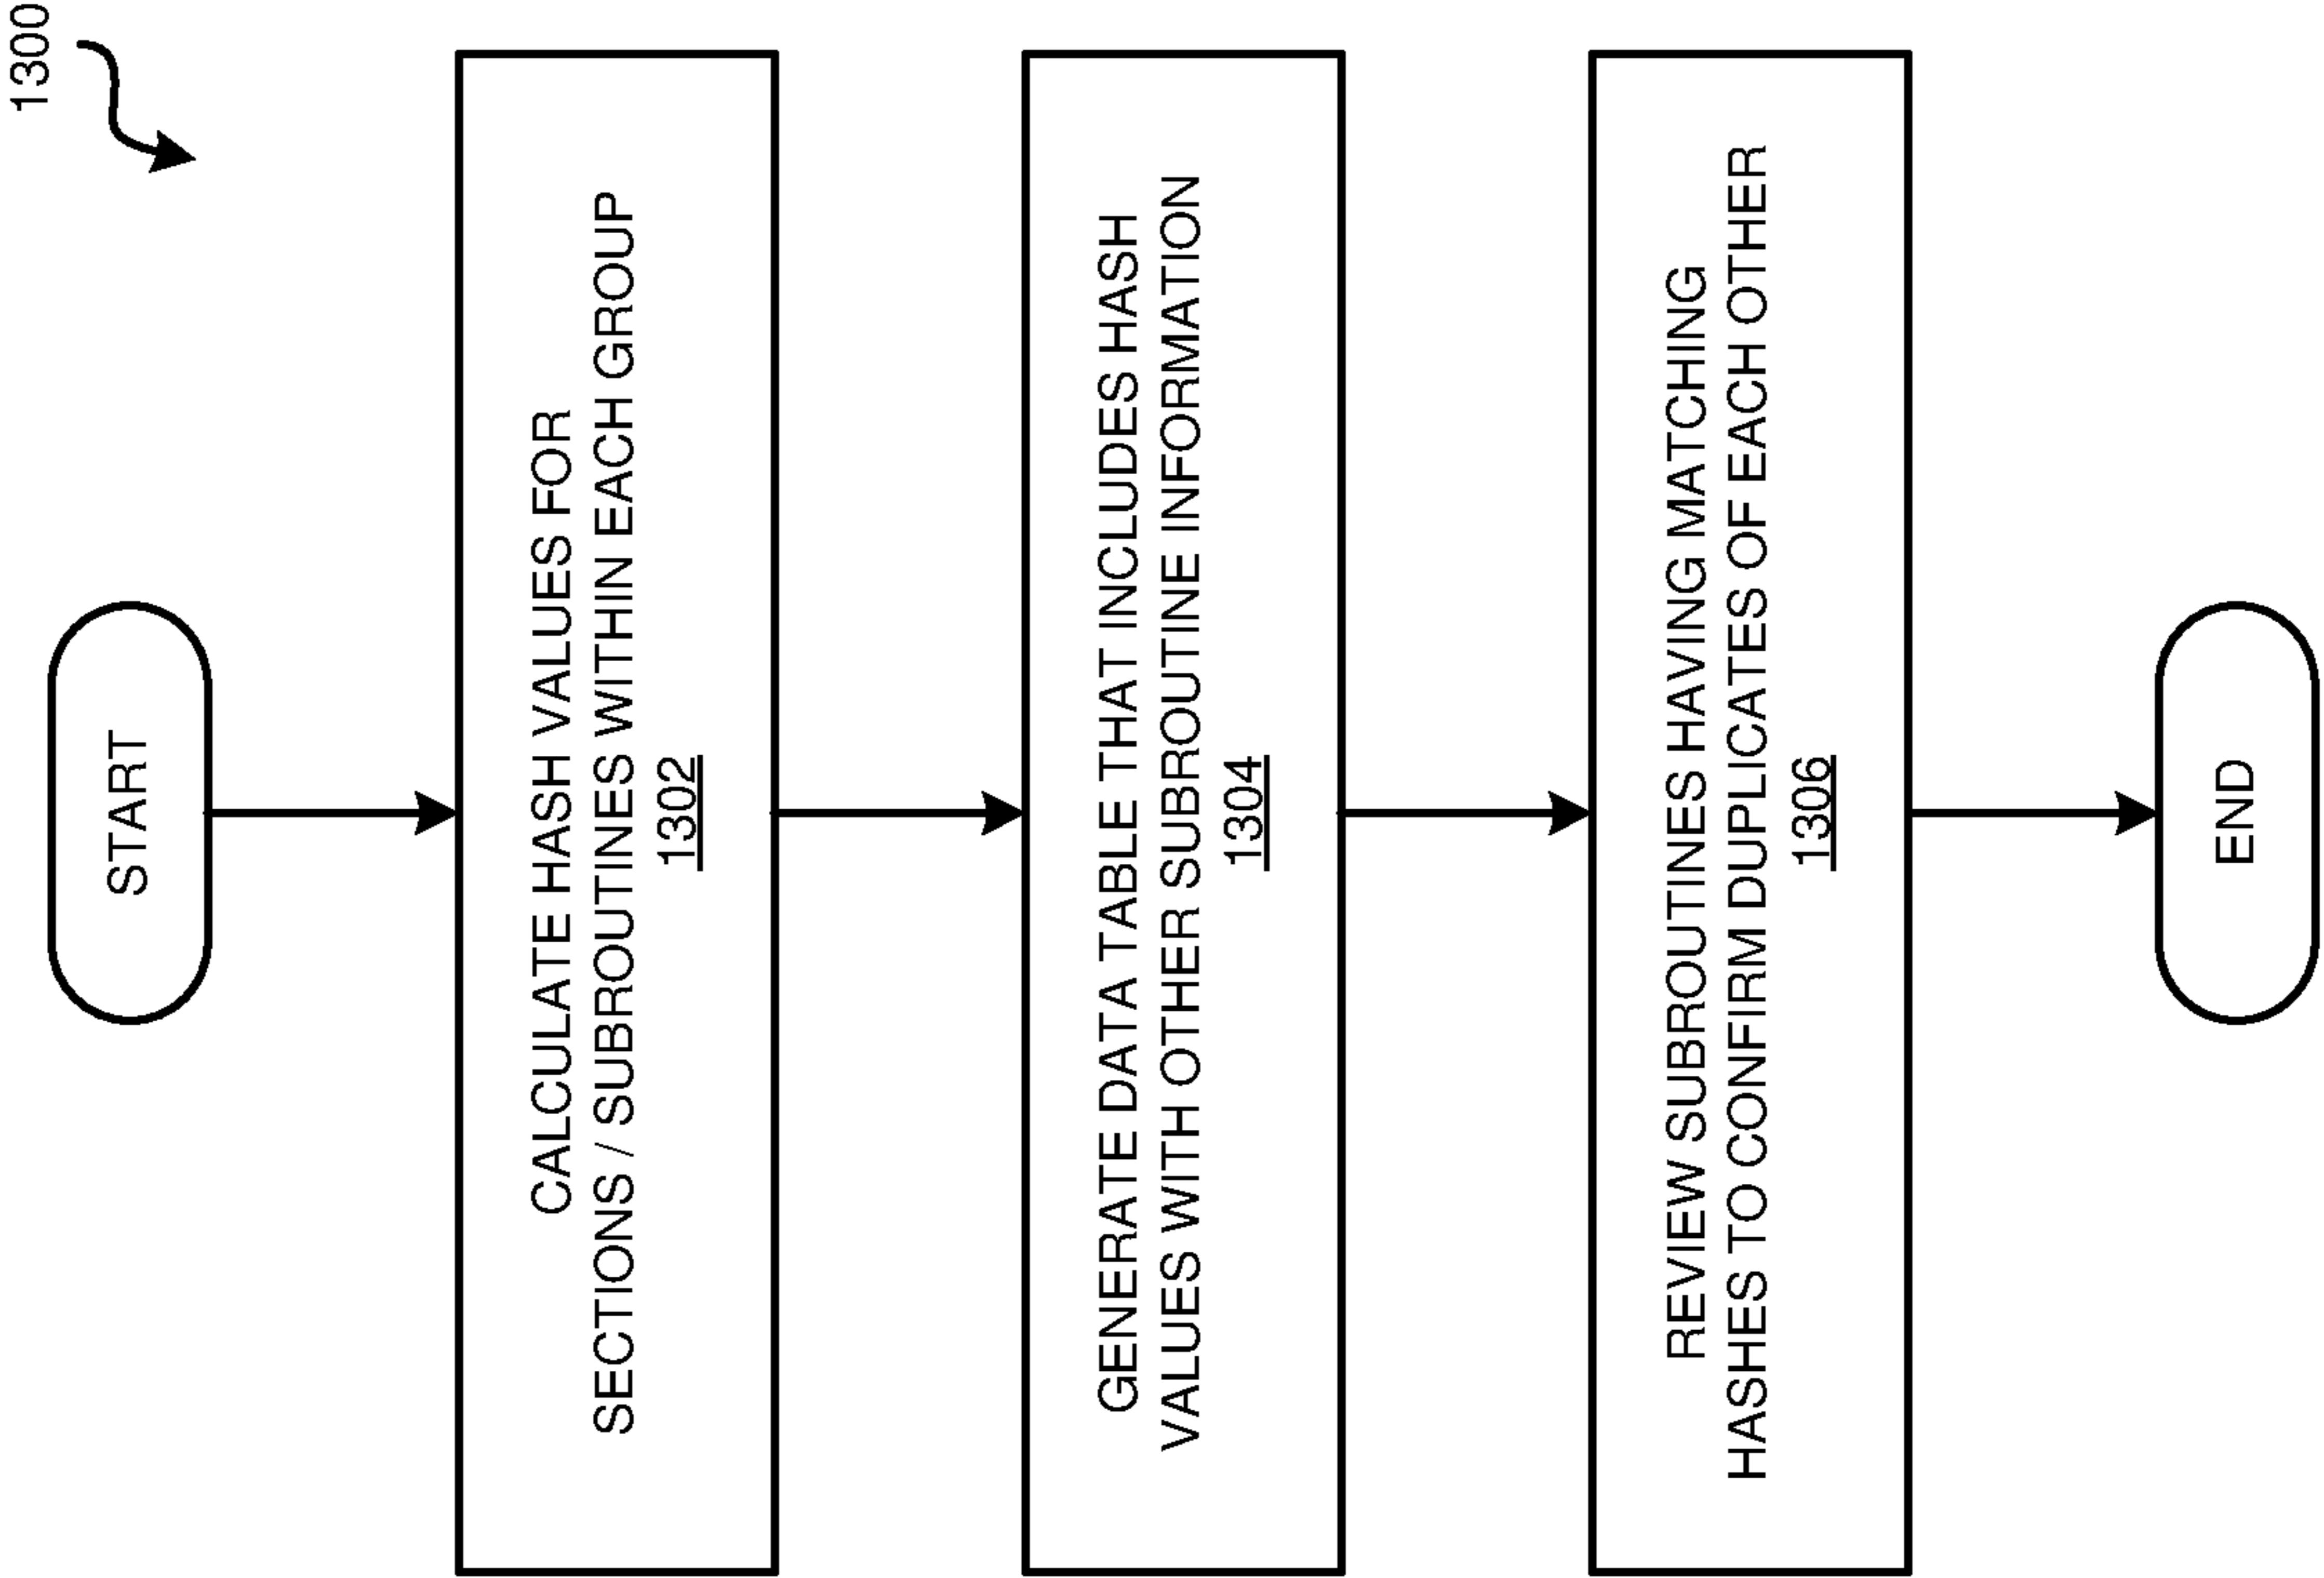 1300
START
CALCULATE HASH VALUES FOR
SECTIONS / SUBROUTINES WITHIN EACH GROUP
1302
GENERATE DATA TABLE THAT INCLUDES HASH
VALUES WITH OTHER SUBROUTINE INFORMATION
1304
REVIEW SUBROUTINES HAVING MATCHING
HASHES TO CONFIRM DUPLICATES OF EACH OTHER
1306
END